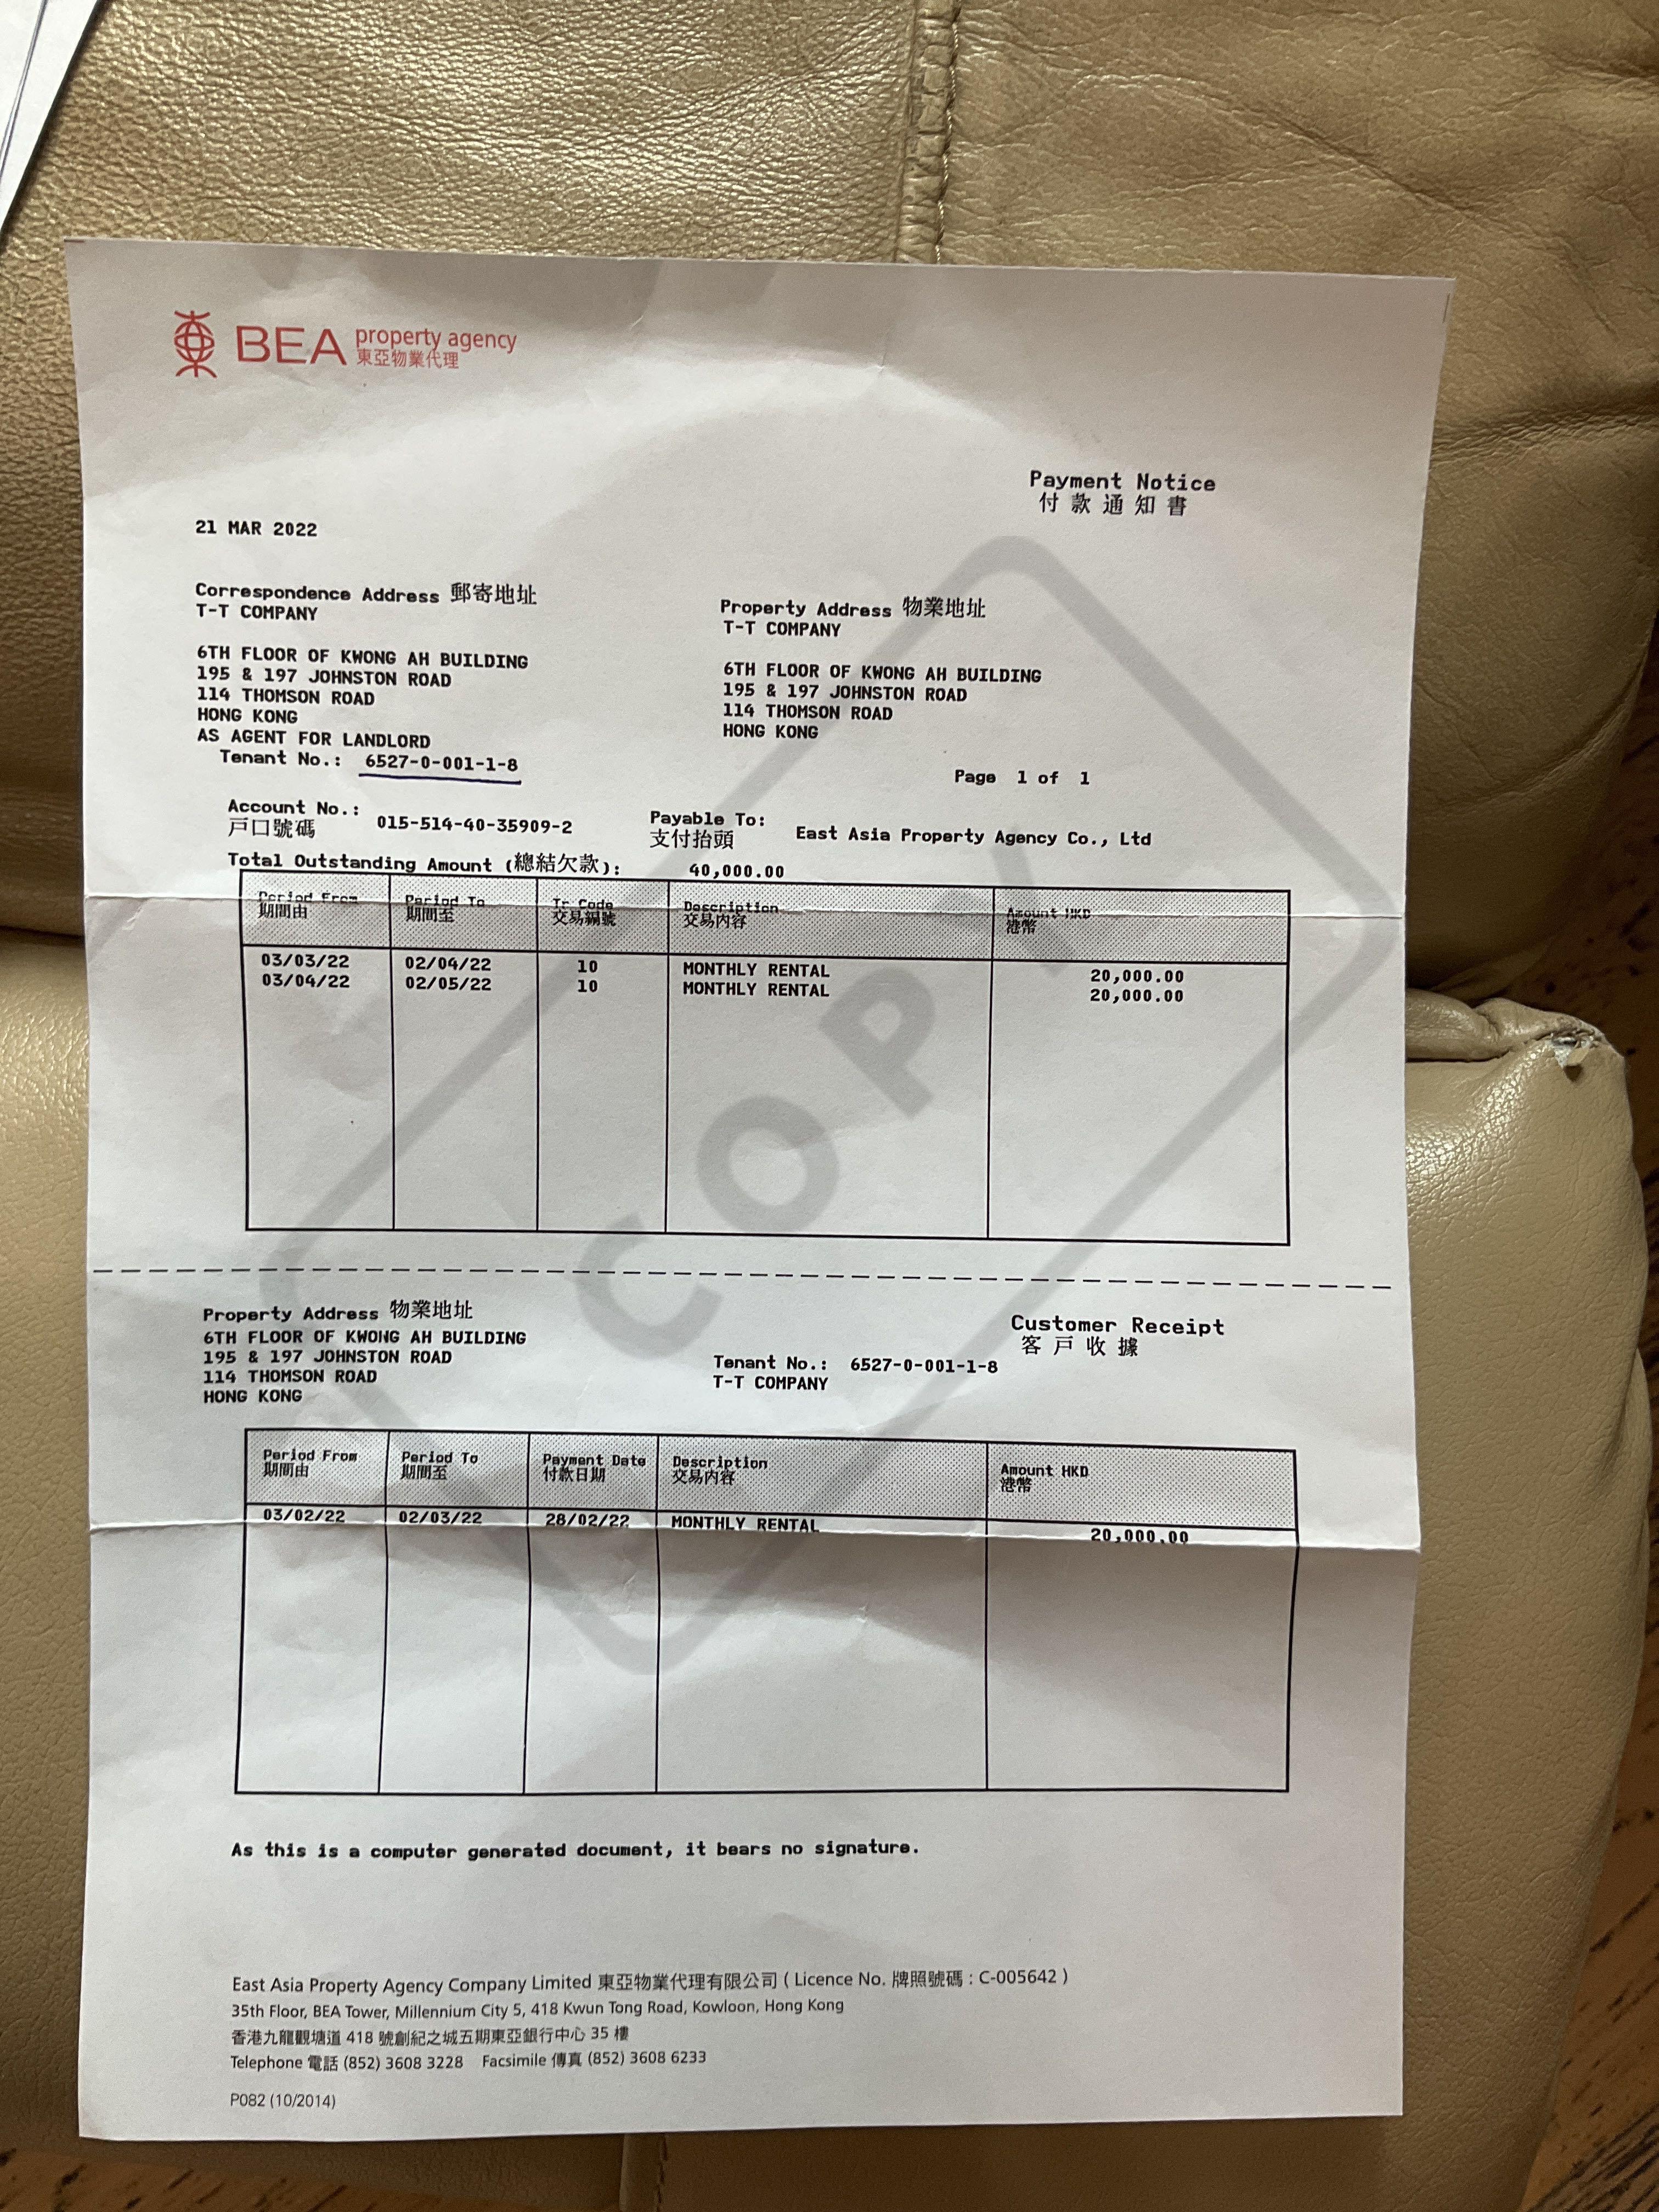 BEA property agency
東亞物業代理
Payment Notice
付款通知書
21 MAR 2022
Correspondence Address 郵寄地址
T-T COMPANY
6TH FLOOR OF KWONG AH BUILDING
195 & 197 JOHNSTON ROAD
114 THOMSON ROAD
HONG KONG
AS AGENT FOR LANDLORD
Tenant No.: 6527-0-001-1-8
Property Address 物業地址
T-T COMPANY
6TH FLOOR OF KWONG AH BUILDING
195 & 197 JOHNSTON ROAD
114 THOMSON ROAD
HONG KONG
Page 1 of 1
Account No.:
戶口號碼
015-514-40-35909-2
Payable To:
支付抬頭
East Asia Property Agency Co., Ltd
Total Outstanding Amount (總結欠款): 40,000.00
Period From Period To Tr Code Description Amount HKD
期間由 期間至 交易編號 交易內容 港幣
03/03/22 02/04/22 10 MONTHLY RENTAL 20,000.00
03/04/22 02/05/22 10 MONTHLY RENTAL 20,000.00
COPY
Property Address 物業地址
6TH FLOOR OF KWONG AH BUILDING
195 & 197 JOHNSTON ROAD
114 THOMSON ROAD
HONG KONG
Customer Receipt
客戶收據
Tenant No.: 6527-0-001-1-8
T-T COMPANY
Period From Period To Payment Date Description Amount HKD
期間由 期間至 付款日期 交易內容 港幣
03/02/22 02/03/22 28/02/22 MONTHLY RENTAL 20,000.00
As this is a computer generated document, it bears no signature.
East Asia Property Agency Company Limited 東亞物業代理有限公司 ( Licence No. 牌照號碼 : C-005642 )
35th Floor, BEA Tower, Millennium City 5, 418 Kwun Tong Road, Kowloon, Hong Kong
香港九龍觀塘道 418 號創紀之城五期東亞銀行中心 35 樓
Telephone 電話 (852) 3608 3228 Facsimile 傳真 (852) 3608 6233
P082 (10/2014)